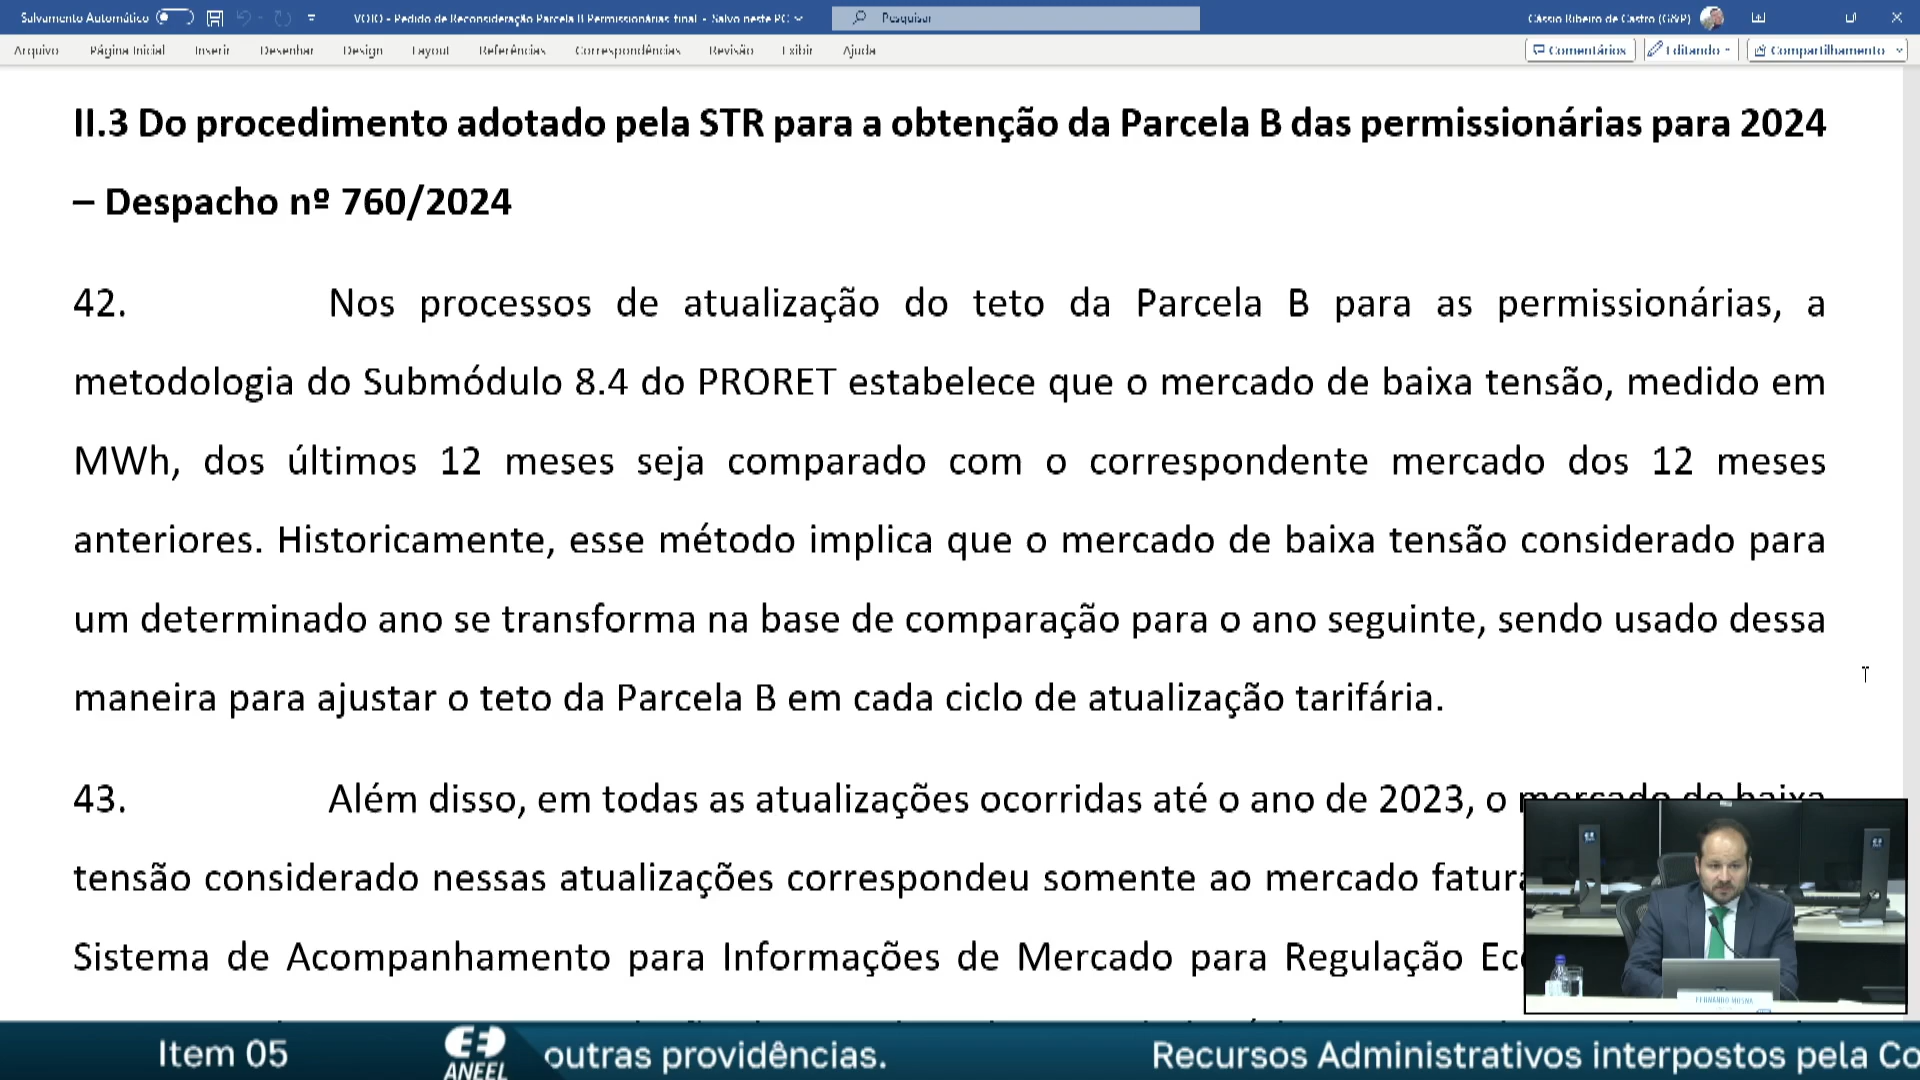 Salvamento Automático
VOTO - Pedido de Reconsideração Parcela B Permissionárias_final - Salvo neste PC
Pesquisar
Cássio Ribeiro de Castro (G&P)
Arquivo Página Inicial Inserir Desenhar Design Layout Referências Correspondências Revisão Exibir Ajuda
Comentários Editando Compartilhamento
II.3 Do procedimento adotado pela STR para a obtenção da Parcela B das permissionárias para 2024
– Despacho nº 760/2024
42. Nos processos de atualização do teto da Parcela B para as permissionárias, a
metodologia do Submódulo 8.4 do PRORET estabelece que o mercado de baixa tensão, medido em
MWh, dos últimos 12 meses seja comparado com o correspondente mercado dos 12 meses
anteriores. Historicamente, esse método implica que o mercado de baixa tensão considerado para
um determinado ano se transforma na base de comparação para o ano seguinte, sendo usado dessa
maneira para ajustar o teto da Parcela B em cada ciclo de atualização tarifária.
43. Além disso, em todas as atualizações ocorridas até o ano de 2023, o mercado de baixa
tensão considerado nessas atualizações correspondeu somente ao mercado fatura
Sistema de Acompanhamento para Informações de Mercado para Regulação Ec
FERNANDO MOSNA
Item 05
ANEEL
outras providências.
Recursos Administrativos interpostos pela Co